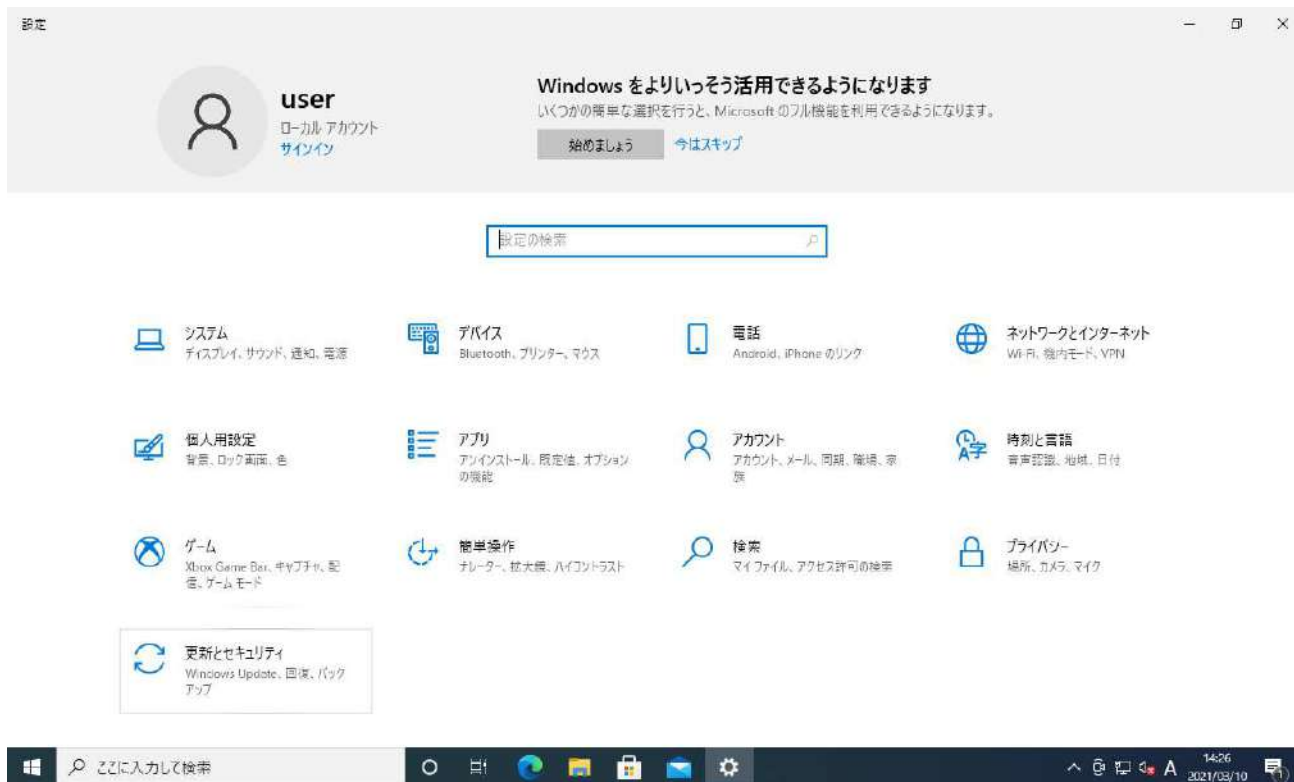 設定
user
ローカル アカウント
サインイン
Windows をよりいっそう活用できるようになります
いくつかの簡単な選択を行うと、Microsoft のフル機能を利用できるようになります。
始めましょう
今はスキップ
設定の検索
システム
ディスプレイ、サウンド、通知、電源
デバイス
Bluetooth、プリンター、マウス
電話
Android、iPhone のリンク
ネットワークとインターネット
Wi-Fi、機内モード、VPN
個人用設定
背景、ロック画面、色
アプリ
アンインストール、既定値、オプション
の機能
アカウント
アカウント、メール、同期、職場、家
族
時刻と言語
音声認識、地域、日付
ゲーム
Xbox Game Bar、キャプチャ、配
信、ゲーム モード
簡単操作
ナレーター、拡大鏡、ハイコントラスト
検索
マイ ファイル、アクセス許可の検索
プライバシー
場所、カメラ、マイク
更新とセキュリティ
Windows Update、回復、バック
アップ
ここに入力して検索
A
14:26
2021/03/10
1